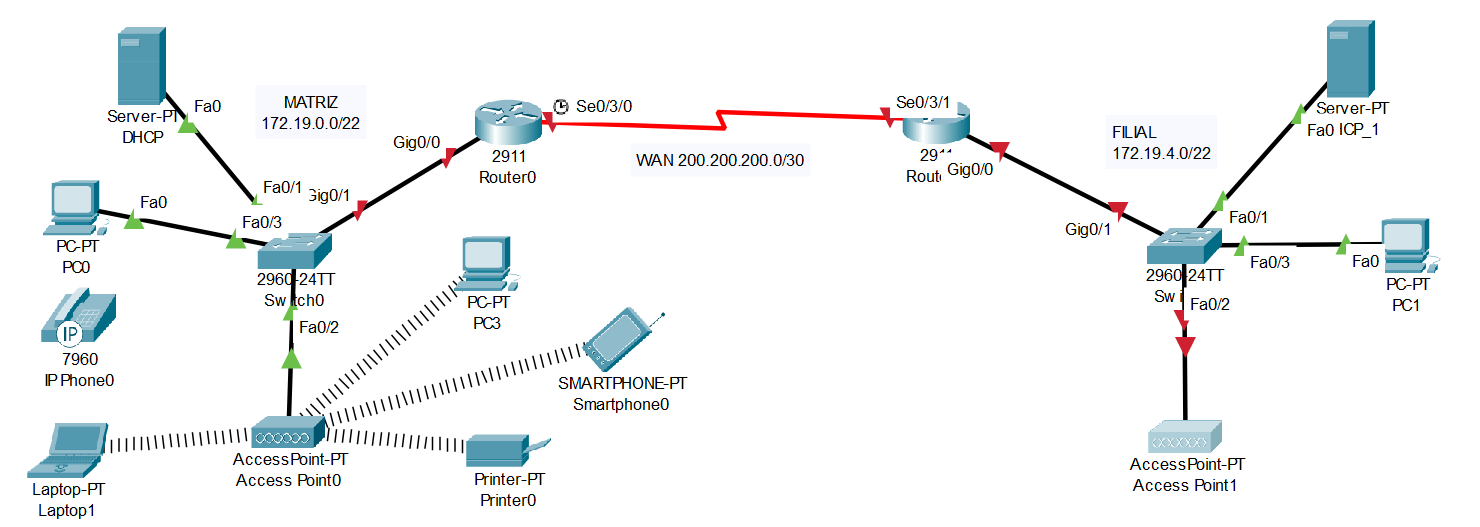 Server-PT
DHCP
Fa0
MATRIZ
172.19.0.0/22
Gig0/0
Se0/3/0
2911
Router0
WAN 200.200.200.0/30
Se0/3/1
Gig0/0
FILIAL
172.19.4.0/22
Server-PT
Fa0
ICP_1
Fa0/1
Gig0/1
Fa0
Fa0/3
PC-PT
PC0
2960-24TT
Switch0
Fa0/2
7960
IP
IP Phone0
PC-PT
PC3
SMARTPHONE-PT
Smartphone0
AccessPoint-PT
Access Point0
Laptop-PT
Laptop1
Printer-PT
Printer0
Gig0/1
Fa0/1
Fa0/3
Fa0
2960-24TT
Fa0/2
PC-PT
PC1
AccessPoint-PT
Access Point1